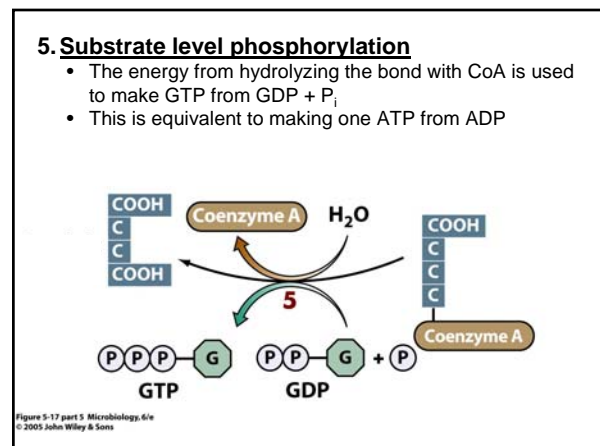 5. Substrate level phosphorylation
• The energy from hydrolyzing the bond with CoA is used
to make GTP from GDP + Pi
• This is equivalent to making one ATP from ADP
COOH
C
C
COOH
Coenzyme A
H2O
COOH
C
C
C
Coenzyme A
5
P P P G
GTP
P P G + P
GDP
Figure 5-17 part 5 Microbiology, 6/e
© 2005 John Wiley & Sons